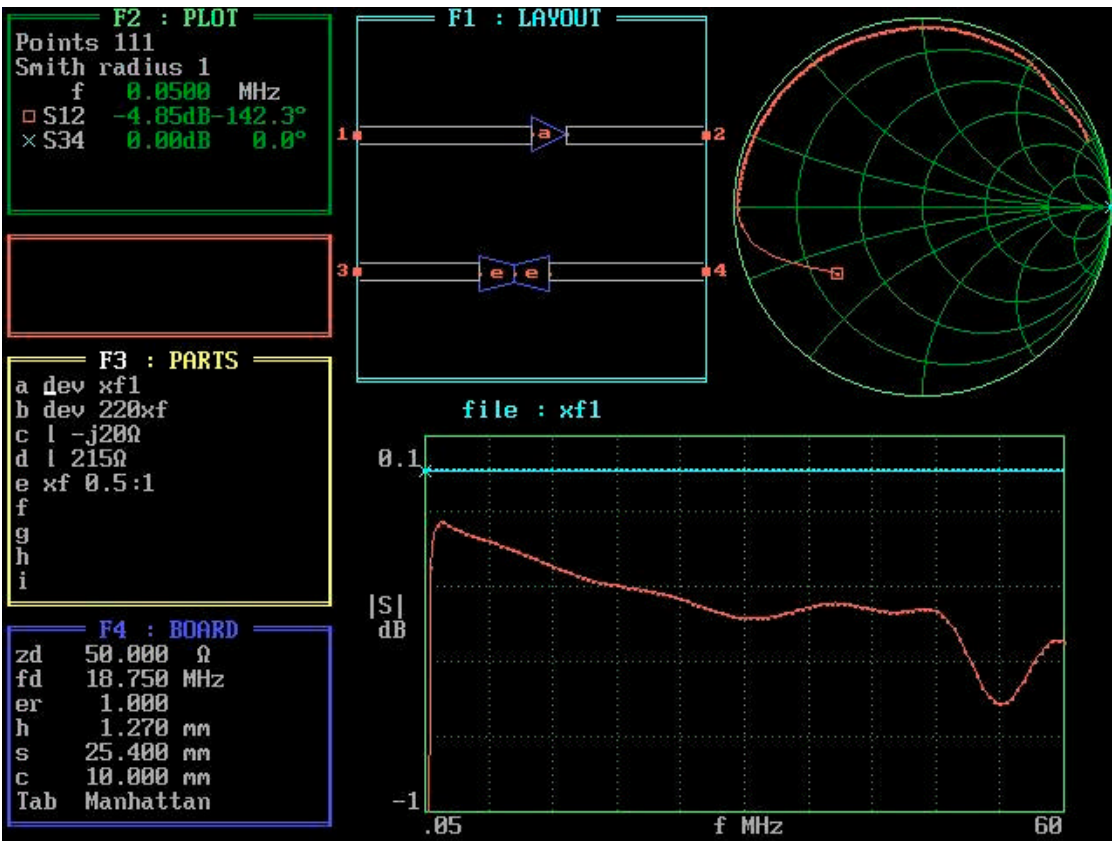 F2 : PLOT
Points 111
Smith radius 1
f 0.0500 MHz
S12 -4.85dB-142.3°
S34 0.00dB 0.0°
F1 : LAYOUT
1 a 2
3 e e 4
F3 : PARTS
a dev xf1
b dev 220xf
c l -j20Ω
d l 215Ω
e xf 0.5:1
f
g
h
i
F4 : BOARD
zd 50.000 Ω
fd 18.750 MHz
er 1.000
h 1.270 mm
s 25.400 mm
c 10.000 mm
Tab Manhattan
file : xf1
0.1
|S|
dB
-1
.05 f MHz 60